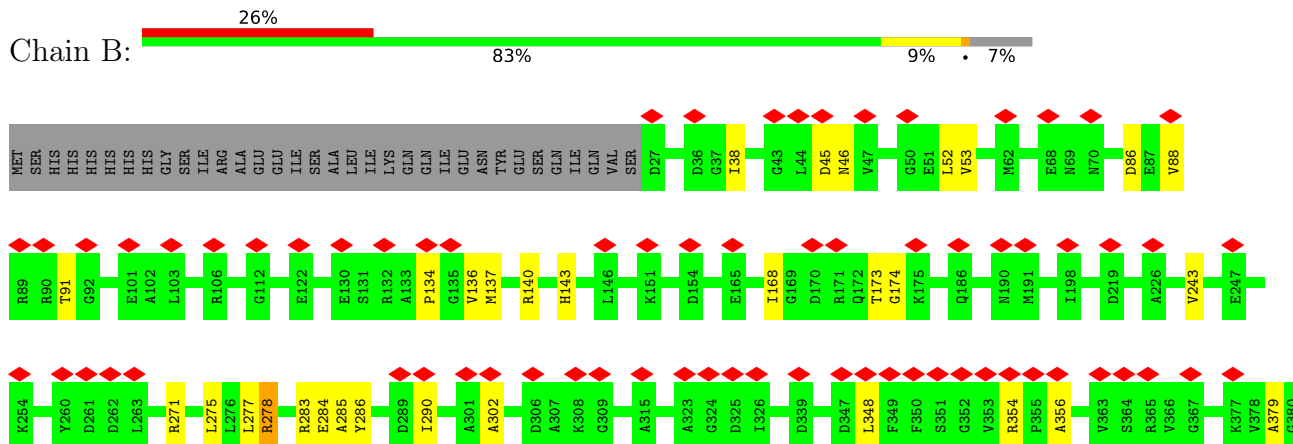 26%
Chain B:
83% 9% • 7%
MET SER HIS HIS HIS HIS HIS HIS GLY SER ILE ARG ALA GLU GLU ILE SER ALA LEU ILE LYS GLN GLN ILE GLU ASN TYR GLU SER GLN ILE GLN VAL SER D27 D36 G37 I38 G43 L44 D45 N46 V47 G50 E51 L52 V53 M62 E68 N69 N70 D86 E87 V88
R89 R90 T91 G92 E101 A102 L103 R106 G112 E122 E130 S131 R132 A133 P134 G135 V136 M137 R140 H143 L146 K151 D154 E165 I168 G169 D170 R171 Q172 T173 G174 K175 Q186 N190 M191 I198 D219 A226 V243 E247
K254 Y260 D261 D262 L263 R271 L275 L276 L277 R278 R283 E284 A285 Y286 D289 I290 A301 A302 D306 A307 K308 G309 A315 A323 G324 D325 I326 D339 D347 L348 F349 F350 S351 G352 V353 R354 P355 A356 V363 S364 R365 V366 G367 K377 V378 A379 G380